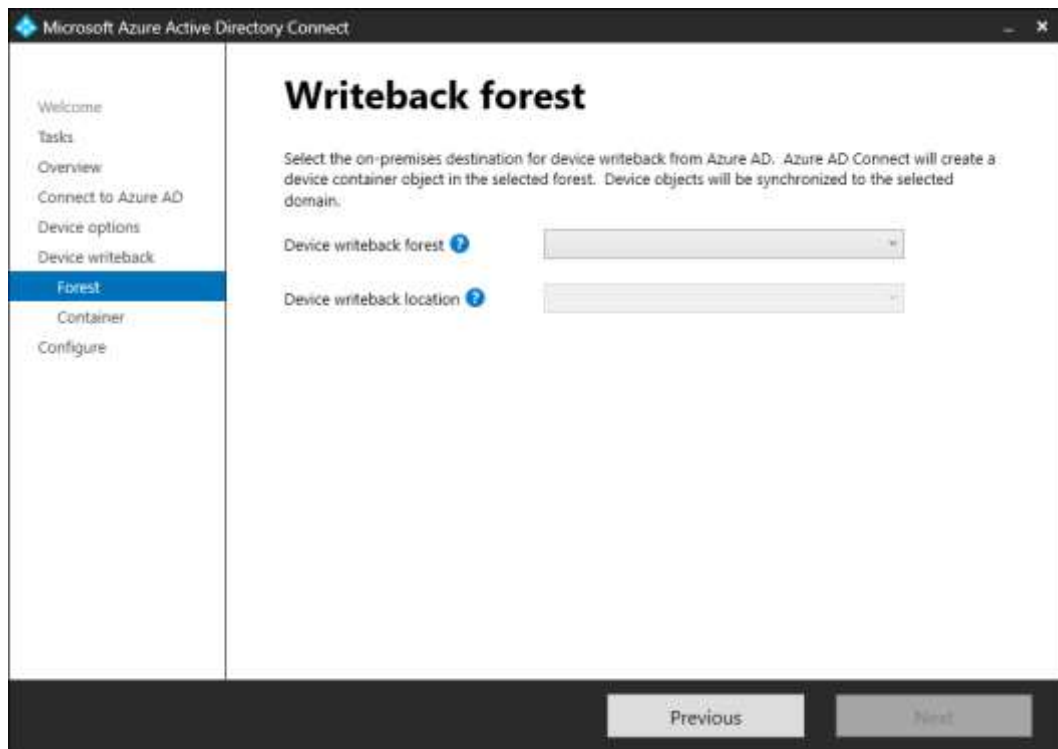 Microsoft Azure Active Directory Connect
Welcome
Tasks
Overview
Connect to Azure AD
Device options
Device writeback
Forest
Container
Configure
Writeback forest
Select the on-premises destination for device writeback from Azure AD. Azure AD Connect will create a
device container object in the selected forest. Device objects will be synchronized to the selected
domain.
Device writeback forest ?
Device writeback location ?
Previous
Next